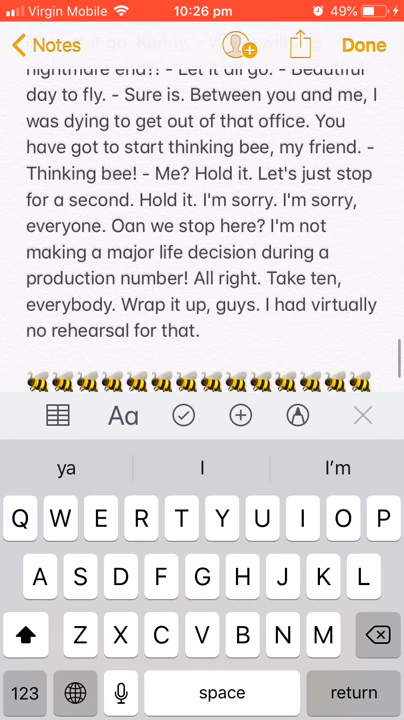 Virgin Mobile 10:26 pm 49%
Notes Done
nightmare end?! - Let it all go. - Beautiful
day to fly. - Sure is. Between you and me, I
was dying to get out of that office. You
have got to start thinking bee, my friend. -
Thinking bee! - Me? Hold it. Let's just stop
for a second. Hold it. I'm sorry. I'm sorry,
everyone. Oan we stop here? I'm not
making a major life decision during a
production number! All right. Take ten,
everybody. Wrap it up, guys. I had virtually
no rehearsal for that.
🐝🐝🐝🐝🐝🐝🐝🐝🐝🐝🐝🐝🐝🐝
Aa
ya I I'm
Q W E R T Y U I O P
A S D F G H J K L
Z X C V B N M
123 space return